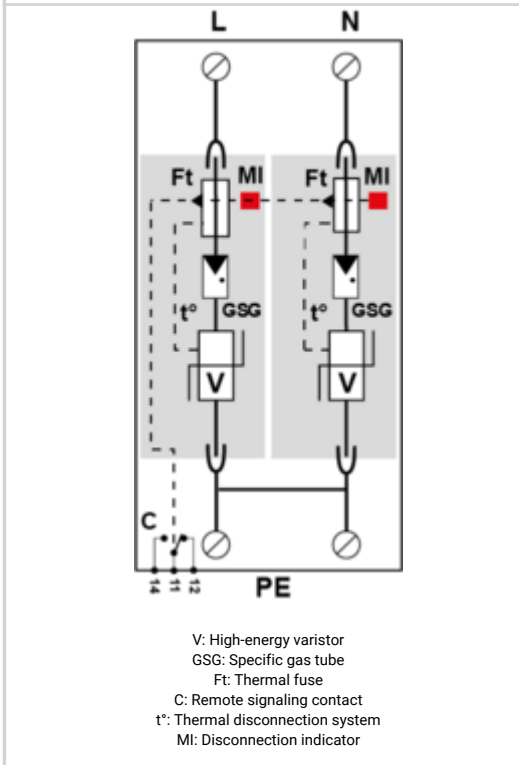 L N
Ft MI Ft MI
t° GSG t° GSG
V V
C
14 11 12
PE
V: High-energy varistor
GSG: Specific gas tube
Ft: Thermal fuse
C: Remote signaling contact
t°: Thermal disconnection system
MI: Disconnection indicator